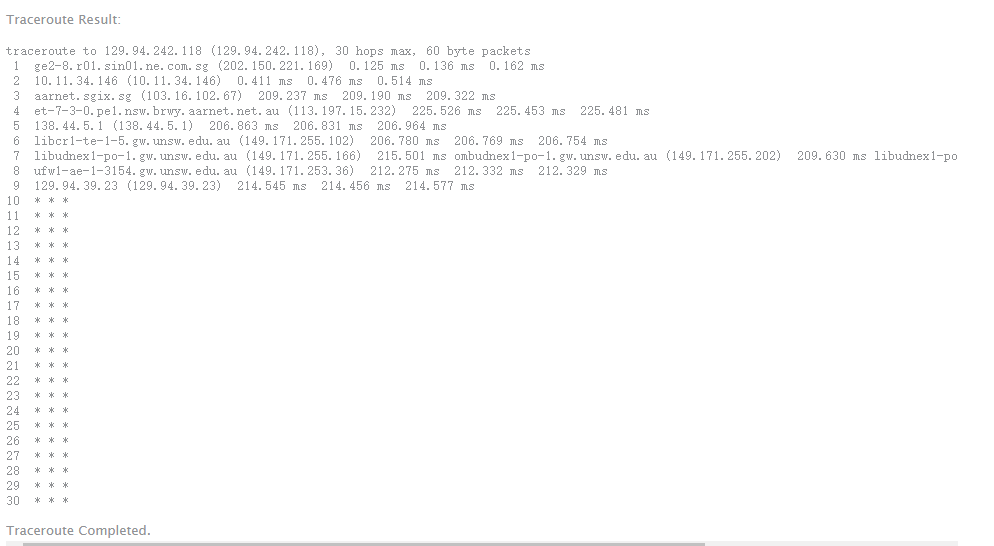 Traceroute Result:
traceroute to 129.94.242.118 (129.94.242.118), 30 hops max, 60 byte packets
1 ge2-8.r01.sin01.ne.com.sg (202.150.221.169) 0.125 ms 0.136 ms 0.162 ms
2 10.11.34.146 (10.11.34.146) 0.411 ms 0.476 ms 0.514 ms
3 aarnet.sgix.sg (103.16.102.67) 209.237 ms 209.190 ms 209.322 ms
4 et-7-3-0.pe1.nsw.brwy.aarnet.net.au (113.197.15.232) 225.526 ms 225.453 ms 225.481 ms
5 138.44.5.1 (138.44.5.1) 206.863 ms 206.831 ms 206.964 ms
6 libcr1-te-1-5.gw.unsw.edu.au (149.171.255.102) 206.780 ms 206.769 ms 206.754 ms
7 libudnex1-po-1.gw.unsw.edu.au (149.171.255.166) 215.501 ms ombudnex1-po-1.gw.unsw.edu.au (149.171.255.202) 209.630 ms libudnex1-po
8 ufw1-ae-1-3154.gw.unsw.edu.au (149.171.253.36) 212.275 ms 212.332 ms 212.329 ms
9 129.94.39.23 (129.94.39.23) 214.545 ms 214.456 ms 214.577 ms
10 * * *
11 * * *
12 * * *
13 * * *
14 * * *
15 * * *
16 * * *
17 * * *
18 * * *
19 * * *
20 * * *
21 * * *
22 * * *
23 * * *
24 * * *
25 * * *
26 * * *
27 * * *
28 * * *
29 * * *
30 * * *
Traceroute Completed.